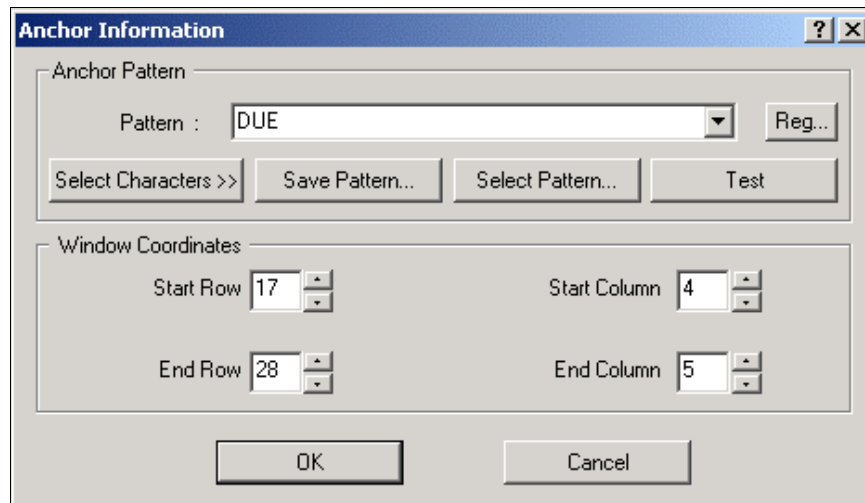 Anchor Information
Anchor Pattern
Pattern : DUE Reg...
Select Characters >> Save Pattern... Select Pattern... Test
Window Coordinates
Start Row 17 Start Column 4
End Row 28 End Column 5
OK Cancel